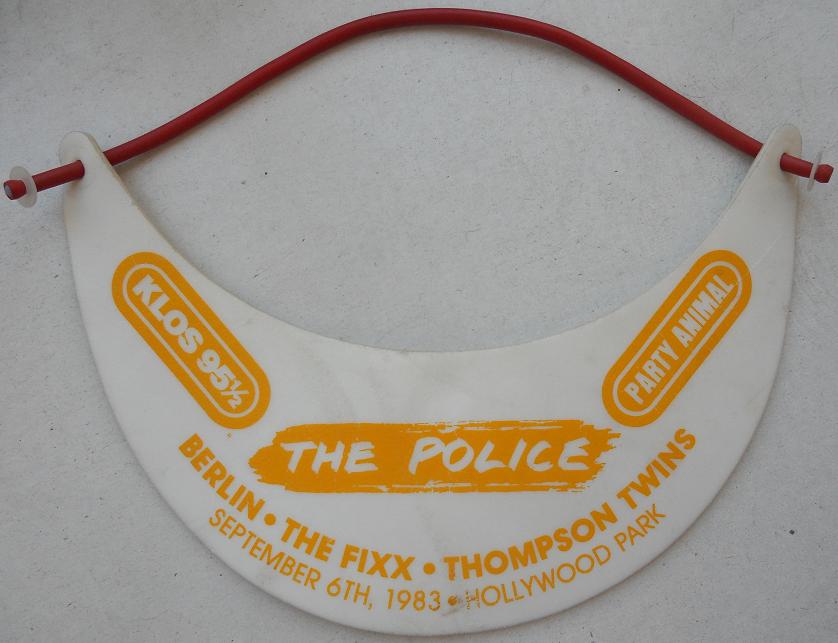 KLOS 95½
PARTY ANIMAL
THE POLICE
BERLIN • THE FIXX • THOMPSON TWINS
SEPTEMBER 6TH, 1983 • HOLLYWOOD PARK